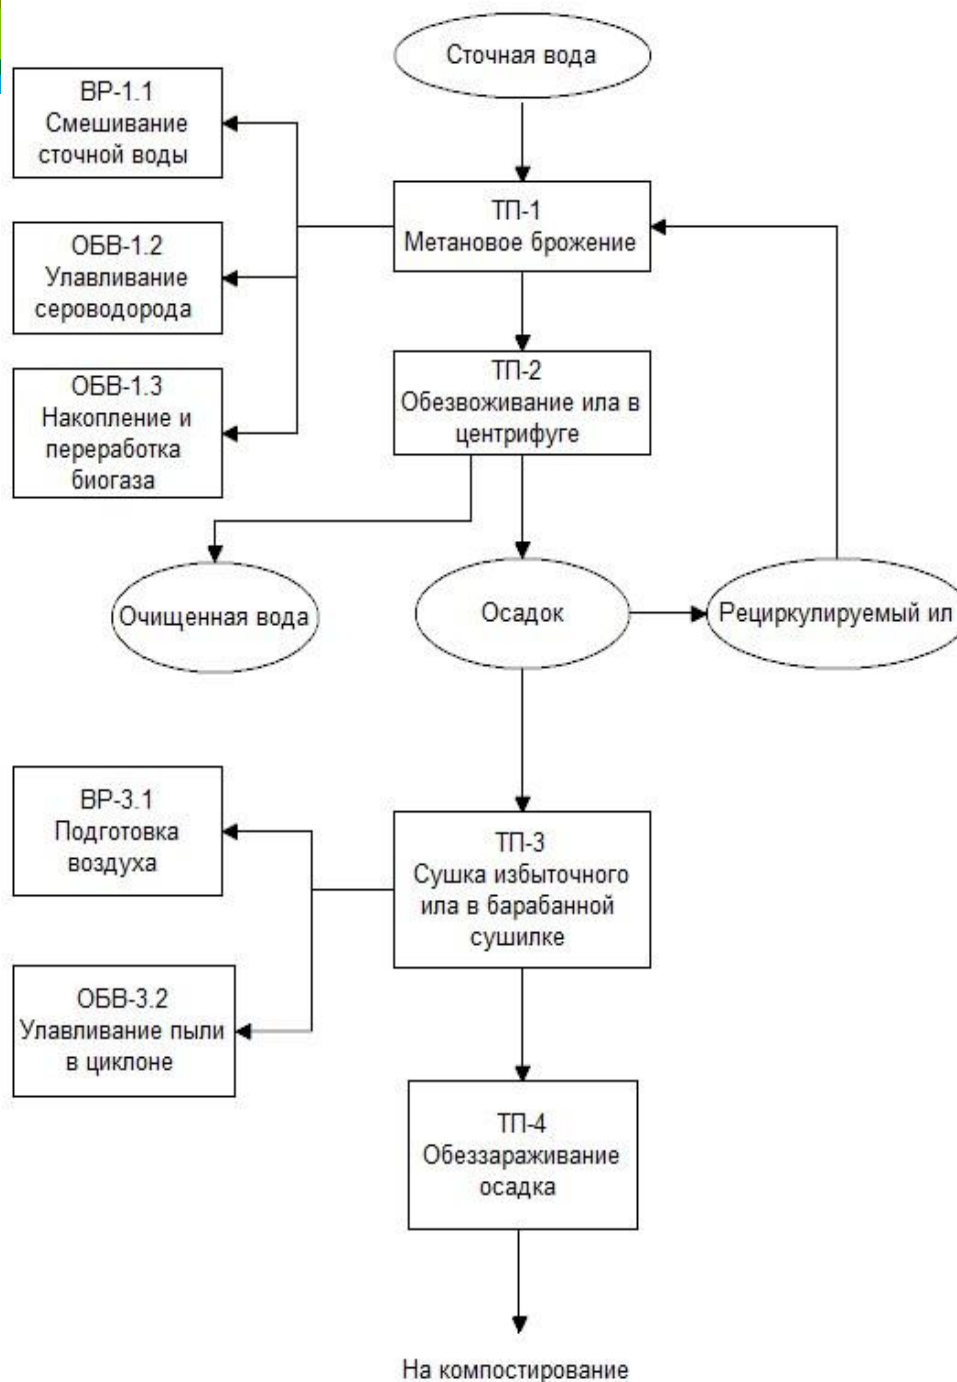 Сточная вода
ВР-1.1
Смешивание
сточной воды
ТП-1
Метановое брожение
ОБВ-1.2
Улавливание
сероводорода
ТП-2
Обезвоживание ила в
центрифуге
ОБВ-1.3
Накопление и
переработка
биогаза
Очищенная вода
Осадок
Рециркулируемый ил
ВР-3.1
Подготовка
воздуха
ТП-3
Сушка избыточного
ила в барабанной
сушилке
ОБВ-3.2
Улавливание пыли
в циклоне
ТП-4
Обеззараживание
осадка
На компостирование